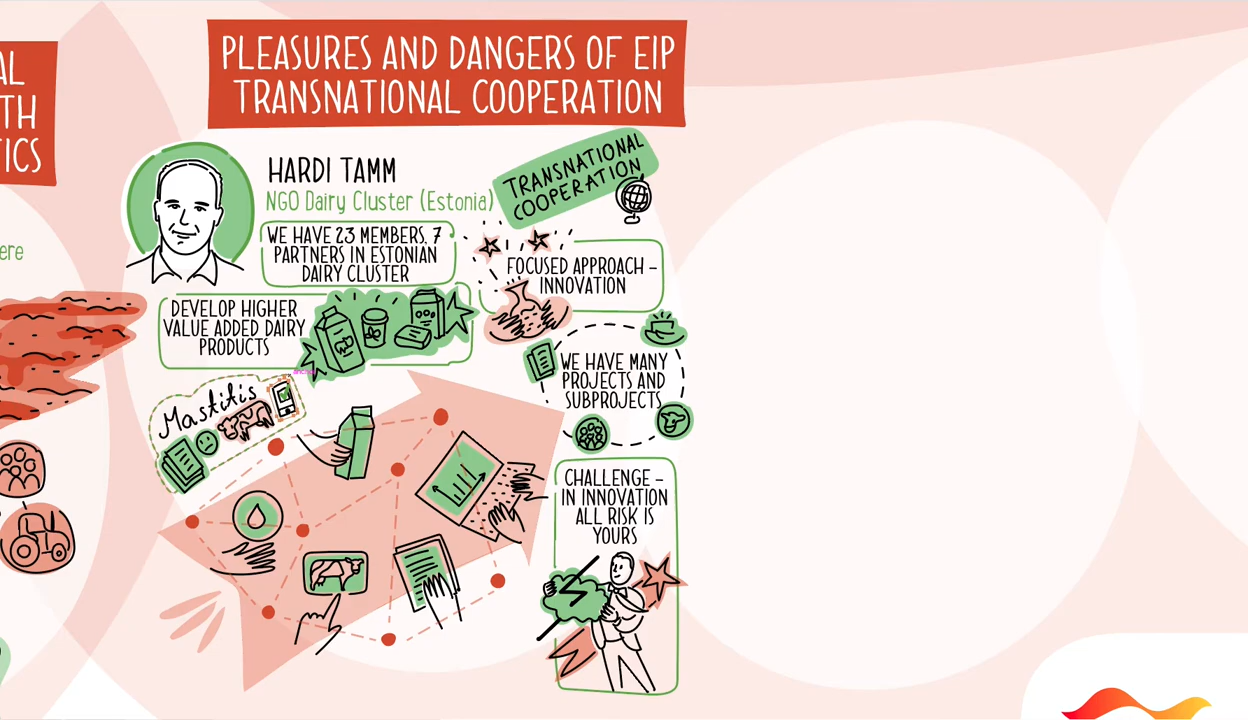 AL
TH
TICS
ere
PLEASURES AND DANGERS OF EIP
TRANSNATIONAL COOPERATION
HARDI TAMM
NGO Dairy Cluster (Estonia)
WE HAVE 23 MEMBERS, 7
PARTNERS IN ESTONIAN
DAIRY CLUSTER
DEVELOP HIGHER
VALUE ADDED DAIRY
PRODUCTS
Mastitis
TRANSNATIONAL
COOPERATION
FOCUSED APPROACH –
INNOVATION
WE HAVE MANY
PROJECTS AND
SUBPROJECTS
CHALLENGE –
IN INNOVATION
ALL RISK IS
YOURS